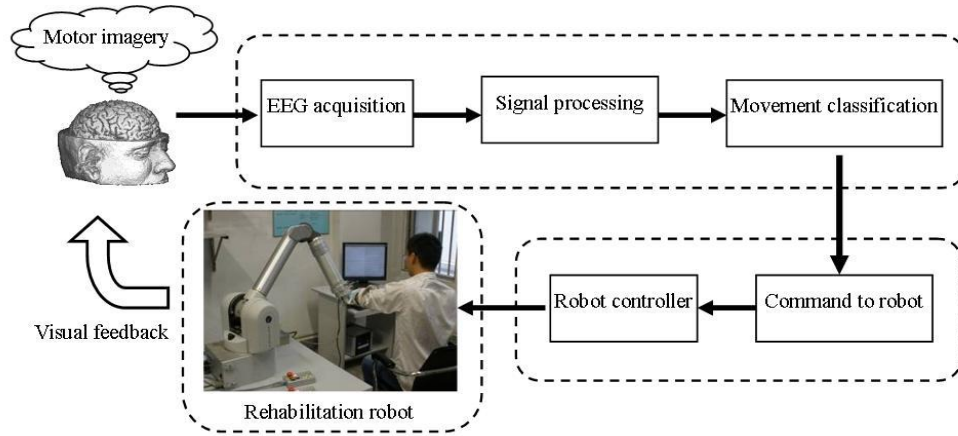 Motor imagery
EEG acquisition
Signal processing
Movement classification
Robot controller
Command to robot
Visual feedback
Rehabilitation robot